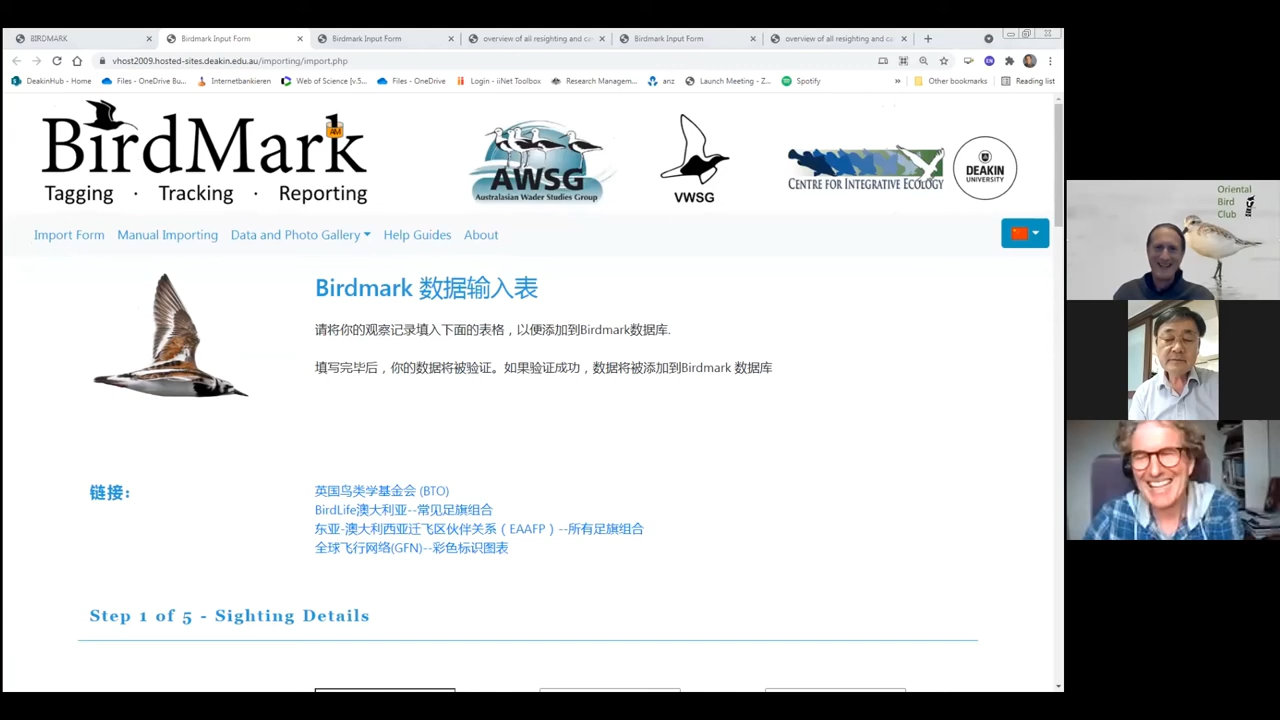 BIRDMARK
Birdmark Input Form
Birdmark Input Form
overview of all resighting and ca
Birdmark Input Form
overview of all resighting and ca
vhost2009.hosted-sites.deakin.edu.au/importing/import.php
DeakinHub - Home
Files - OneDrive Bu...
Internetbankieren
Web of Science [v.5...
Files - OneDrive
Login - iiNet Toolbox
Research Managem...
anz
Launch Meeting - Z...
Spotify
Other bookmarks
Reading list
BirdMark
AM
Tagging · Tracking · Reporting
AWSG
Australasian Wader Studies Group
VWSG
CENTRE FOR INTEGRATIVE ECOLOGY
DEAKIN
UNIVERSITY
Import Form
Manual Importing
Data and Photo Gallery
Help Guides
About
Birdmark 数据输入表
请将你的观察记录填入下面的表格，以便添加到Birdmark数据库.
填写完毕后，你的数据将被验证。如果验证成功，数据将被添加到Birdmark 数据库
链接:
英国鸟类学基金会 (BTO)
BirdLife澳大利亚--常见足旗组合
东亚-澳大利西亚迁飞区伙伴关系（EAAFP）--所有足旗组合
全球飞行网络(GFN)--彩色标识图表
Step 1 of 5 - Sighting Details
Oriental
Bird
Club